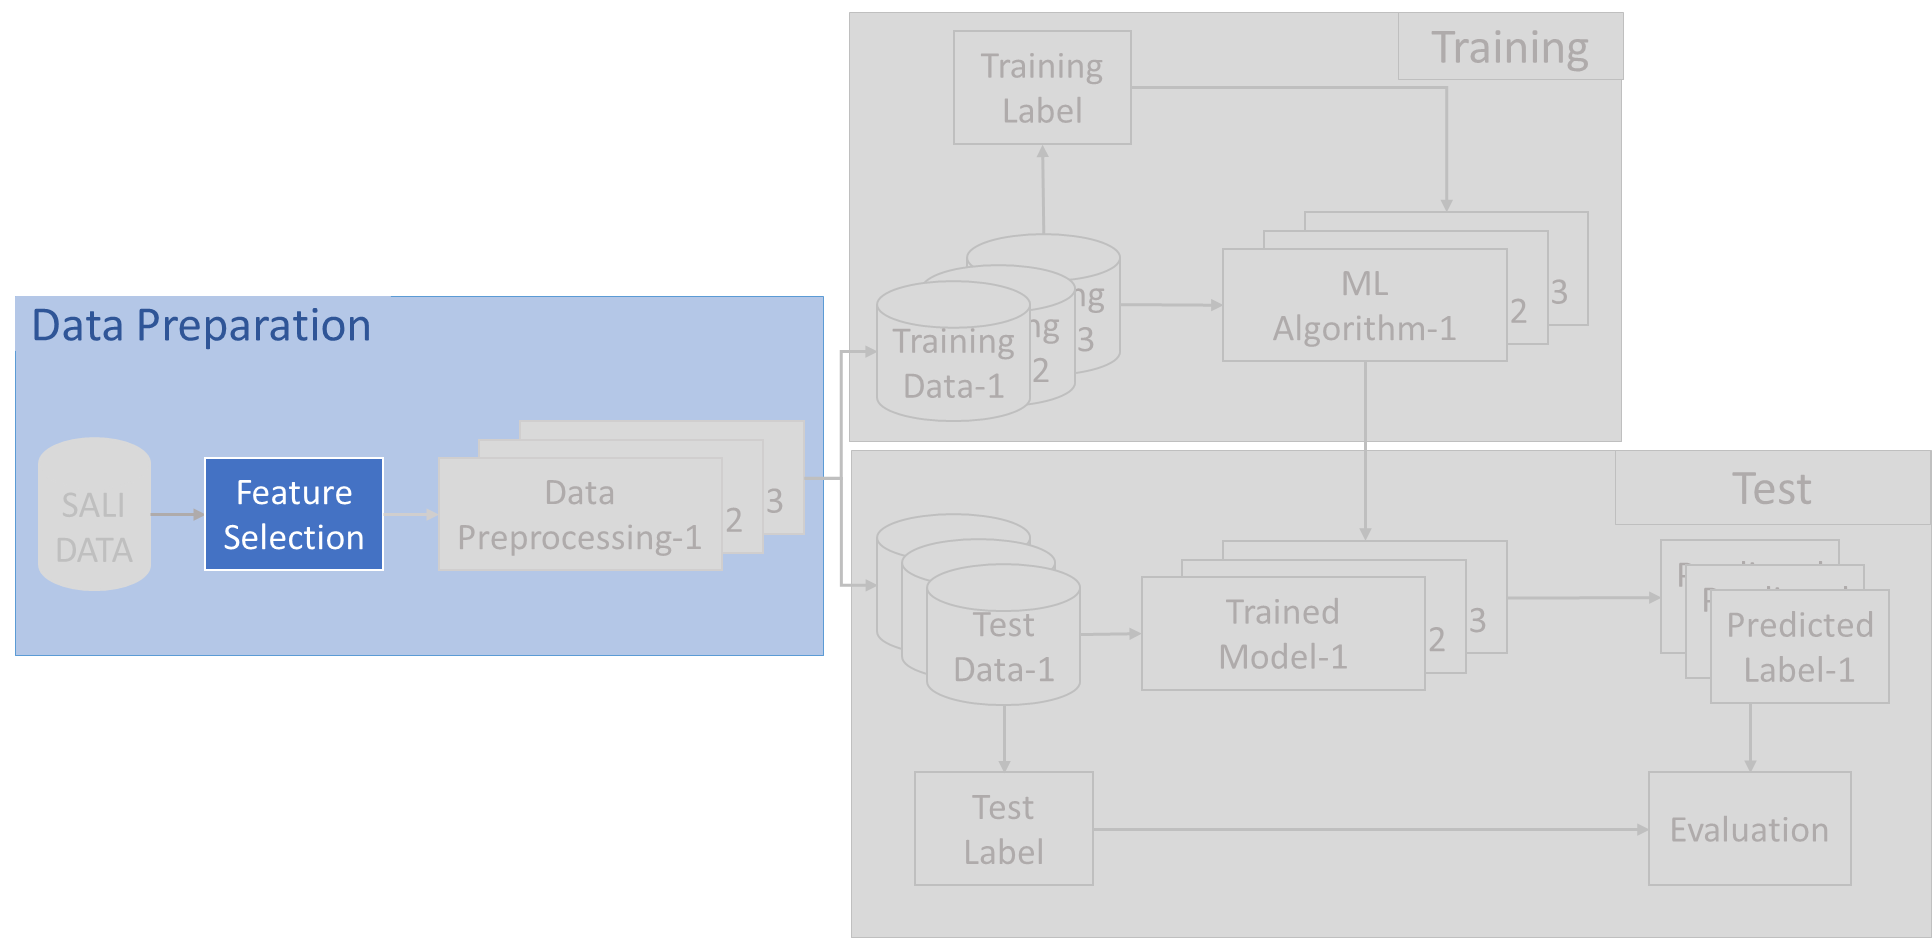 Data Preparation
SALI
DATA
Feature
Selection
Data
Preprocessing-1
2
3
Training
Training
Label
Training
Data-1
ng
2
ng
3
ML
Algorithm-1
2
3
Test
Test
Data-1
Trained
Model-1
2
3
Predicted
Label-1
Test
Label
Evaluation